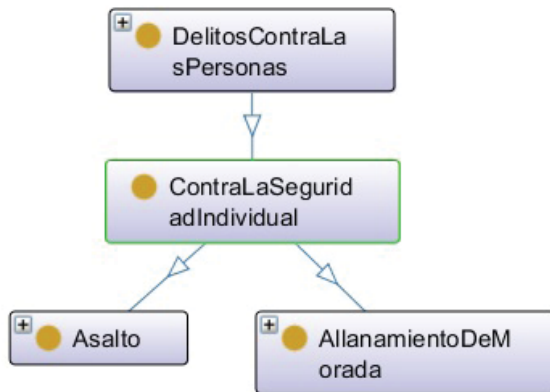 DelitosContraLa
sPersonas
ContraLaSegurid
adIndividual
Asalto
AllanamientoDeM
orada